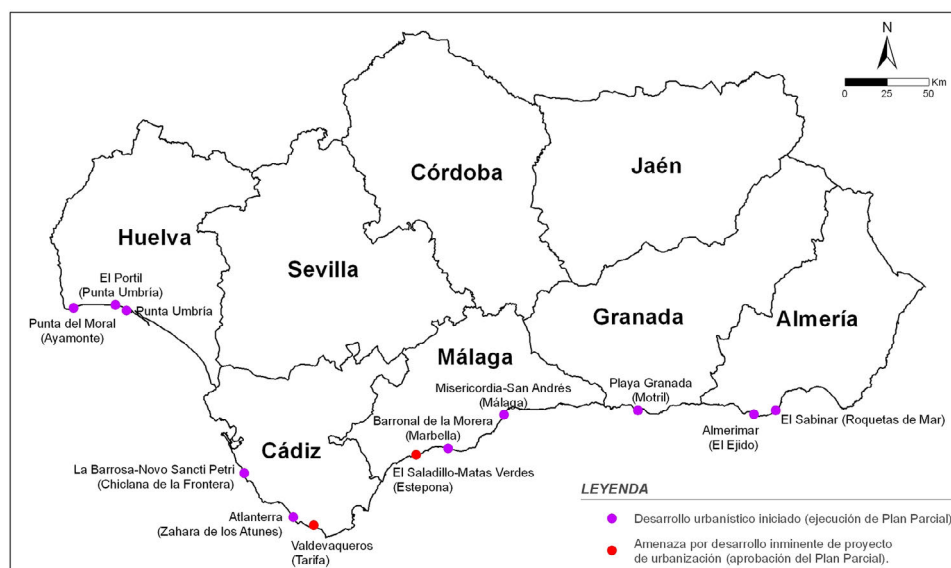 N
Km
0 25 50
Córdoba
Jaén
Huelva
Sevilla
El Portil
(Punta Umbría)
Punta Umbría
Punta del Moral
(Ayamonte)
Granada
Almería
Málaga
Misericordia-San Andrés
(Málaga)
Playa Granada
(Motril)
Barronal de la Morera
(Marbella)
Almerimar
(El Ejido)
El Sabinar (Roquetas de Mar)
Cádiz
La Barrosa-Novo Sancti Petri
(Chiclana de la Frontera)
El Saladillo-Matas Verdes
(Estepona)
Atlanterra
(Zahara de los Atunes)
Valdevaqueros
(Tarifa)
LEYENDA
Desarrollo urbanístico iniciado (ejecución de Plan Parcial)
Amenaza por desarrollo inminente de proyecto
de urbanización (aprobación del Plan Parcial).